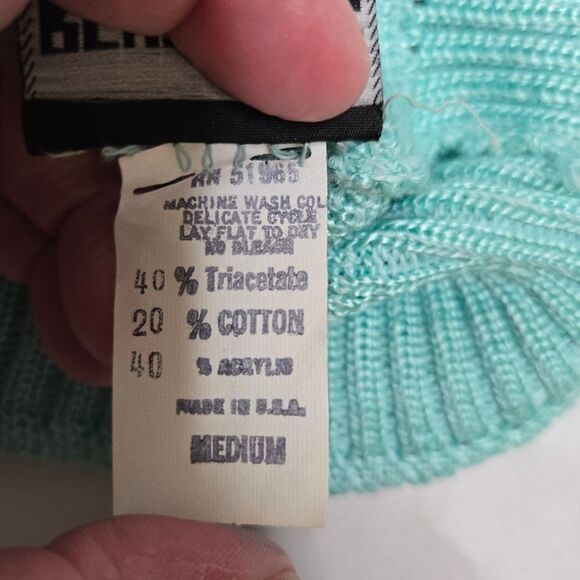 RN 51965
MACHINE WASH COLD
DELICATE CYCLE
LAY FLAT TO DRY
NO BLEACH
40 % Triacetate
20 % COTTON
40 % ACRYLIC
MADE IN U.S.A.
MEDIUM